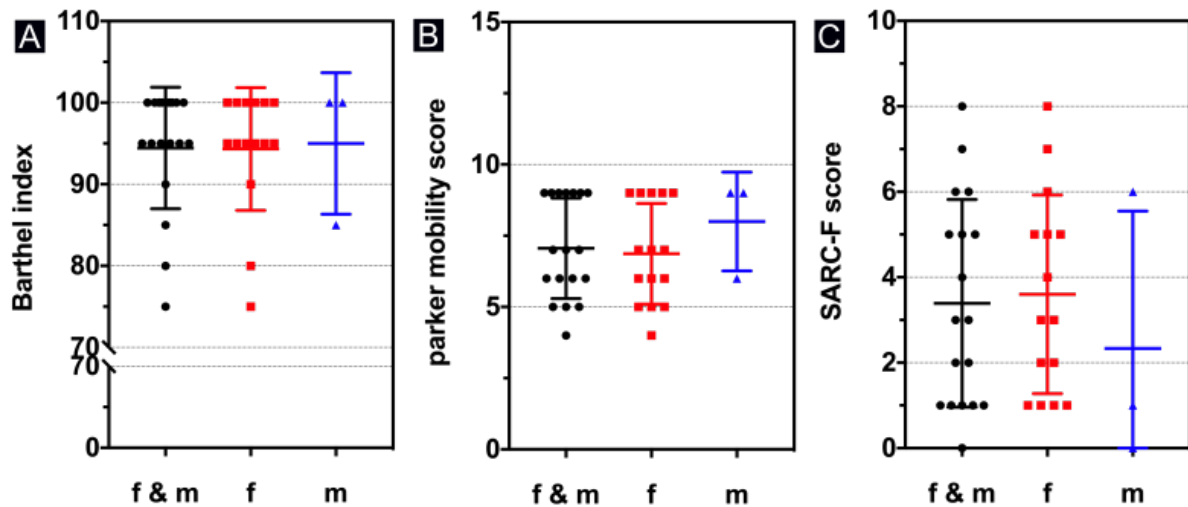 A
Barthel index
110
100
90
80
70
70
0
f & m
f
m
B
parker mobility score
15
10
5
0
f & m
f
m
C
SARC-F score
10
8
6
4
2
0
f & m
f
m